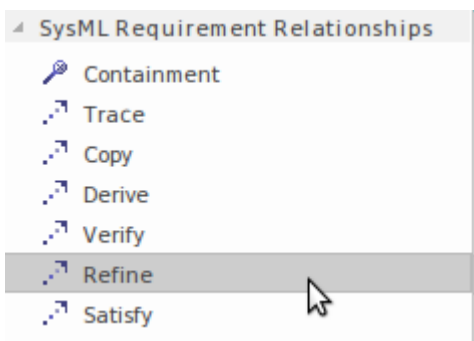 SysML Requirement Relationships
Containment
Trace
Copy
Derive
Verify
Refine
Satisfy